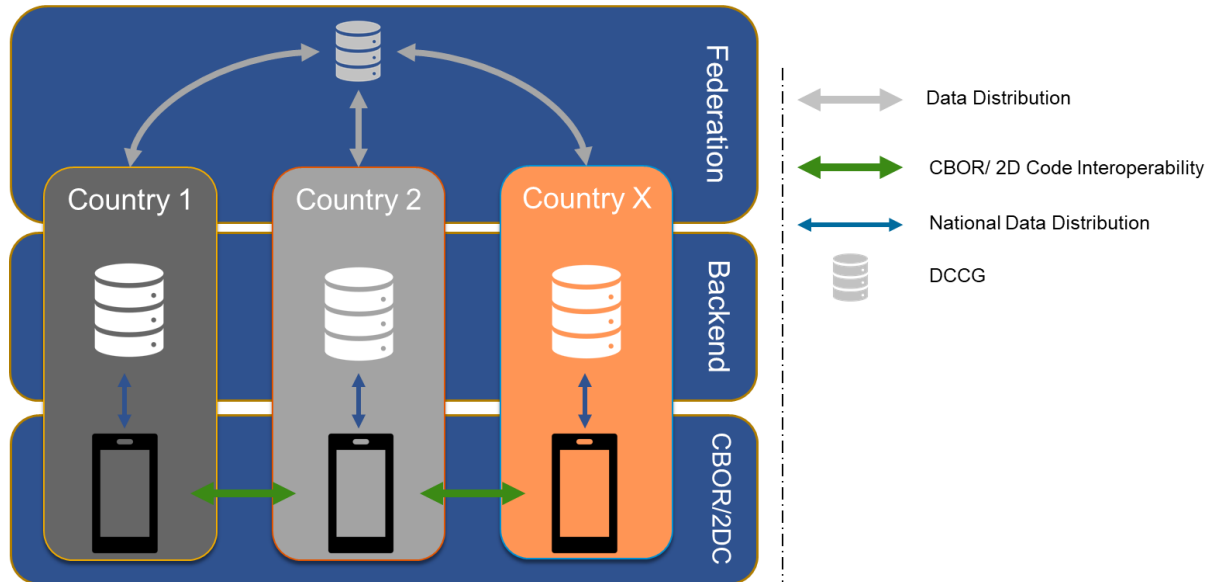 Federation
Country 1
Country 2
Country X
Backend
CBOR/2DC
Data Distribution
CBOR/ 2D Code Interoperability
National Data Distribution
DCCG